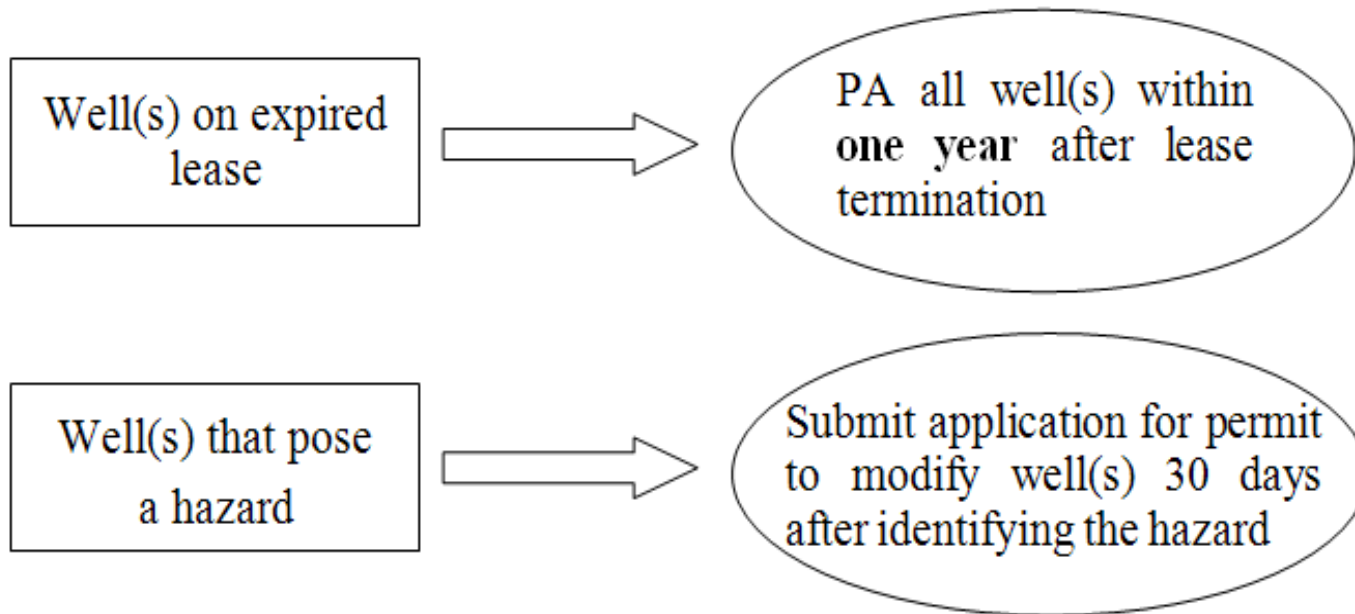 Well(s) on expired
lease
PA all well(s) within
one year after lease
termination
Well(s) that pose
a hazard
Submit application for permit
to modify well(s) 30 days
after identifying the hazard